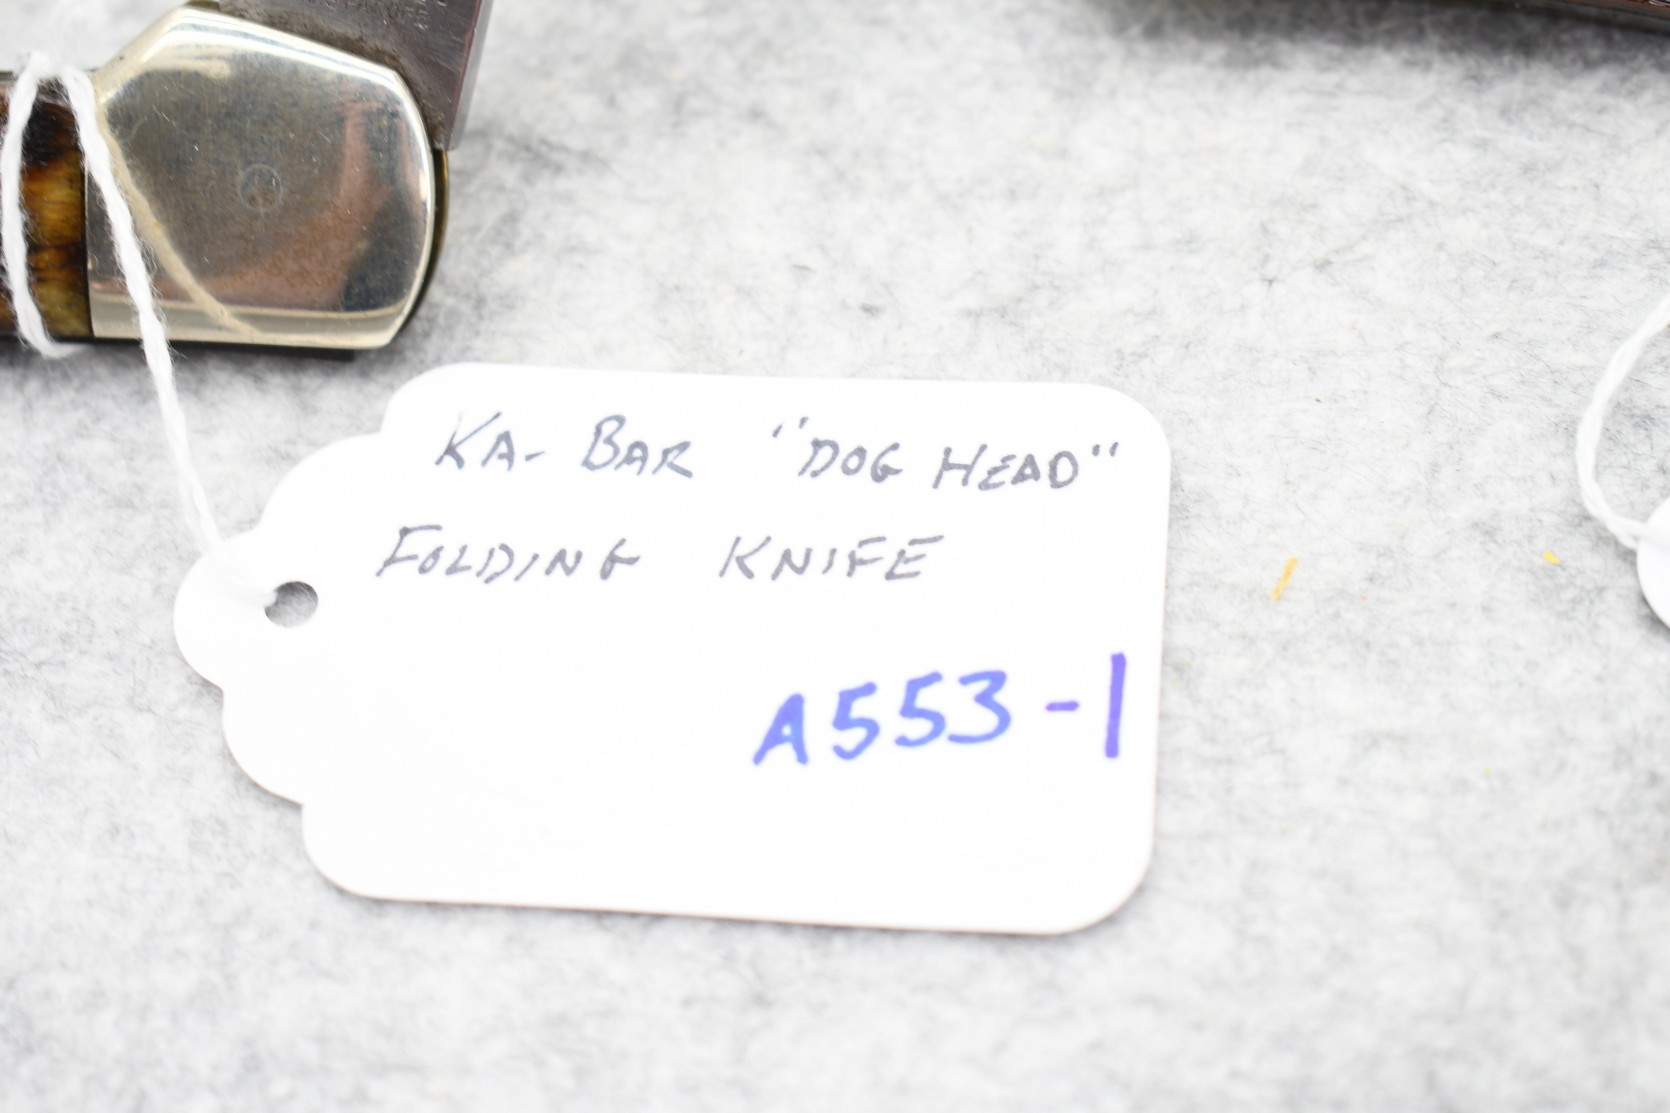 KA-BAR "DOG HEAD"
FOLDING KNIFE
A553-1